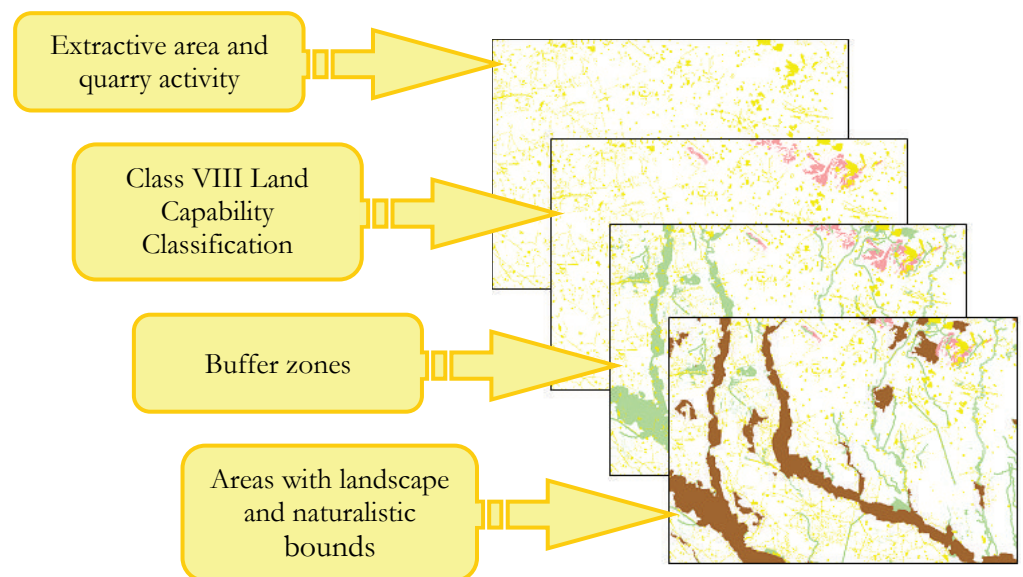 Extractive area and
quarry activity
Class VIII Land
Capability
Classification
Buffer zones
Areas with landscape
and naturalistic
bounds